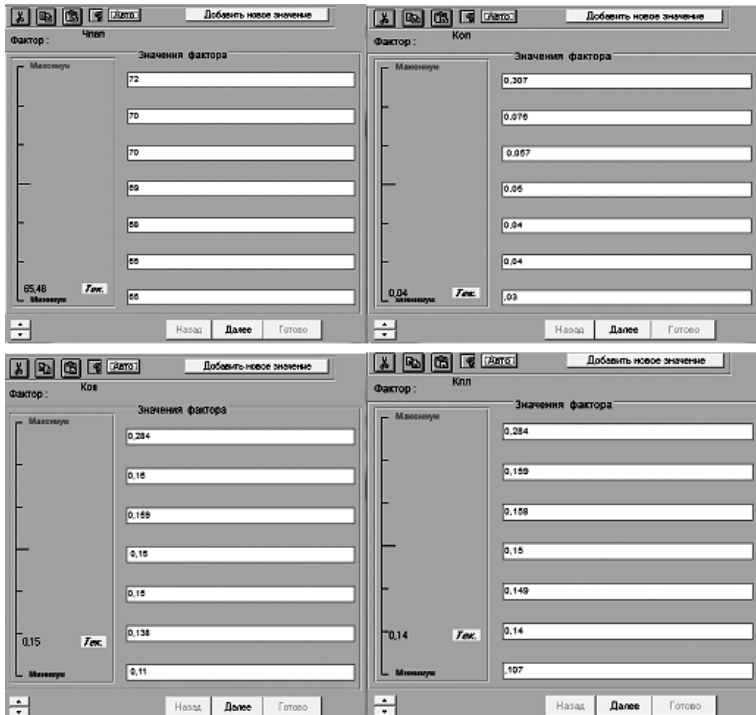 Авто
Добавить новое значение
Фактор :
Чпвп
Значения фактора
Максимум
72
70
70
69
68
65
65,48
Тек.
Минимум
66
Назад
Далее
Готово
Авто
Добавить новое значение
Фактор :
Коп
Значения фактора
Максимум
0,307
0,076
0,057
0,05
0,04
0,04
0,04
Тек.
Минимум
,03
Назад
Далее
Готово
Авто
Добавить новое значение
Фактор :
Ков
Значения фактора
Максимум
0,284
0,16
0,159
0,15
0,15
0,15
Тек.
0,138
Минимум
0,11
Назад
Далее
Готово
Авто
Добавить новое значение
Фактор :
Кпл
Значения фактора
Максимум
0,284
0,159
0,158
0,15
0,149
0,14
Тек.
0,14
Минимум
,107
Назад
Далее
Готово